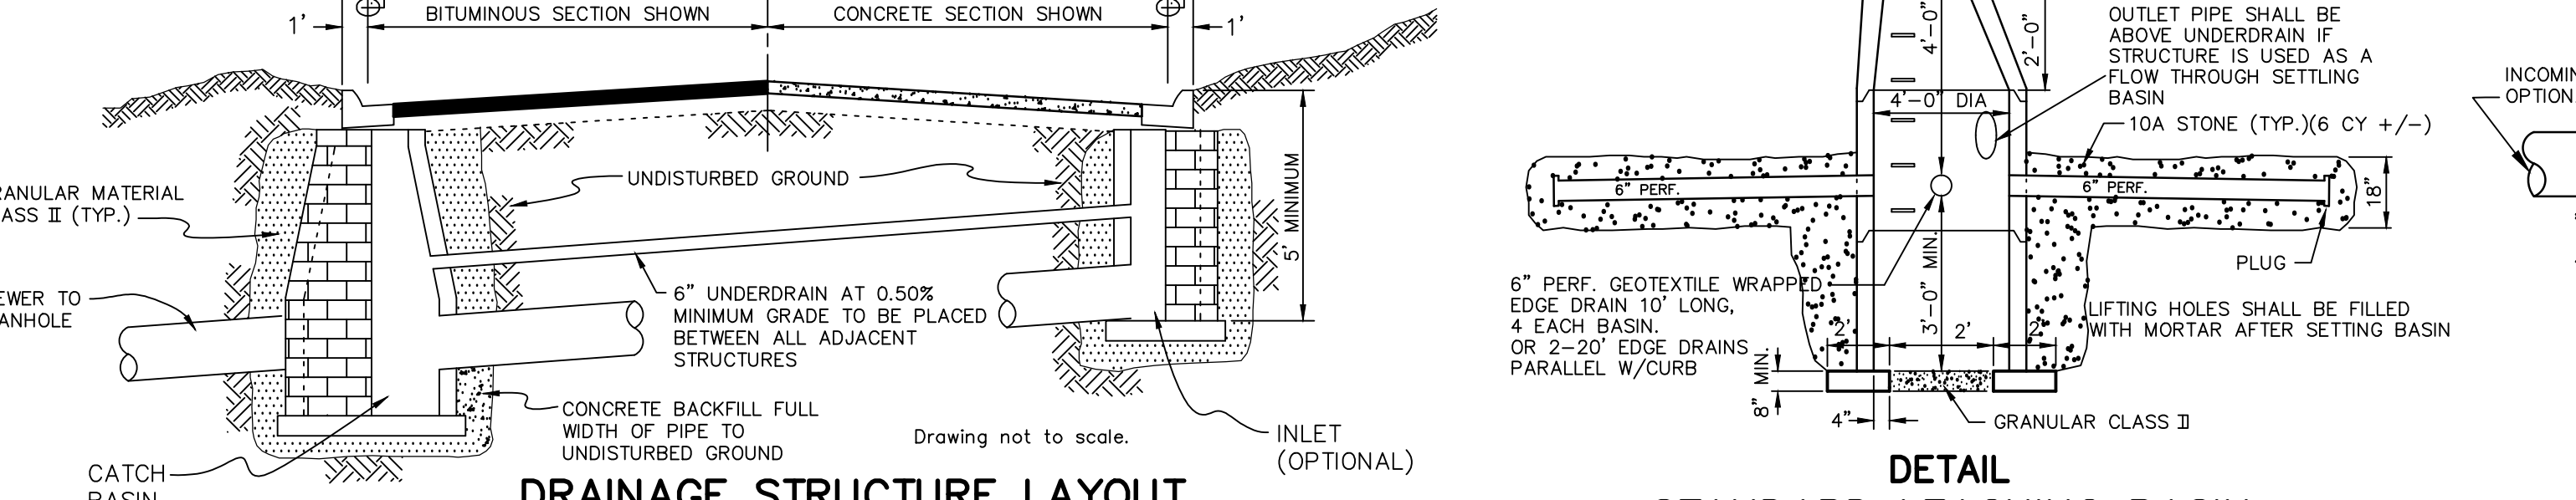 BITUMINOUS SECTION SHOWN
CONCRETE SECTION SHOWN
1'
1'
UNDISTURBED GROUND
MATERIAL
II (TYP.)
TO
5' MINIMUM
6" UNDERDRAIN AT 0.50%
MINIMUM GRADE TO BE PLACED
BETWEEN ALL ADJACENT
STRUCTURES
CONCRETE BACKFILL FULL
WIDTH OF PIPE TO
UNDISTURBED GROUND
Drawing not to scale.
INLET
(OPTIONAL)
CATCH
BASIN
DRAINAGE STRUCTURE LAYOUT
4'-0"
2'-0"
OUTLET PIPE SHALL BE
ABOVE UNDERDRAIN IF
STRUCTURE IS USED AS A
FLOW THROUGH SETTLING
BASIN
4'-0" DIA
10A STONE (TYP.)(6 CY +/-)
6" PERF.
6" PERF.
18"
PLUG
6" PERF. GEOTEXTILE WRAPPED
EDGE DRAIN 10' LONG,
4 EACH BASIN.
OR 2-20' EDGE DRAINS
PARALLEL W/CURB
3'-0" MIN.
LIFTING HOLES SHALL BE FILLED
WITH MORTAR AFTER SETTING BASIN
2'
2'
2'
8" MIN.
4"
GRANULAR CLASS II
DETAIL